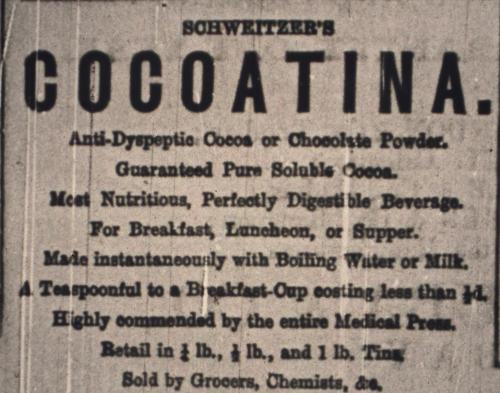 SCHWEITZER'S
COCOATINA.
Anti-Dyspeptic Cocoa or Chocolate Powder.
Guaranteed Pure Soluble Cocoa.
Most Nutritious, Perfectly Digestible Beverage.
For Breakfast, Luncheon, or Supper.
Made instantaneously with Boiling Water or Milk.
A Teaspoonful to a Breakfast-Cup costing less than ½d.
Highly commended by the entire Medical Press.
Retail in ¼ lb., ½ lb., and 1 lb. Tins
Sold by Grocers, Chemists, &c.